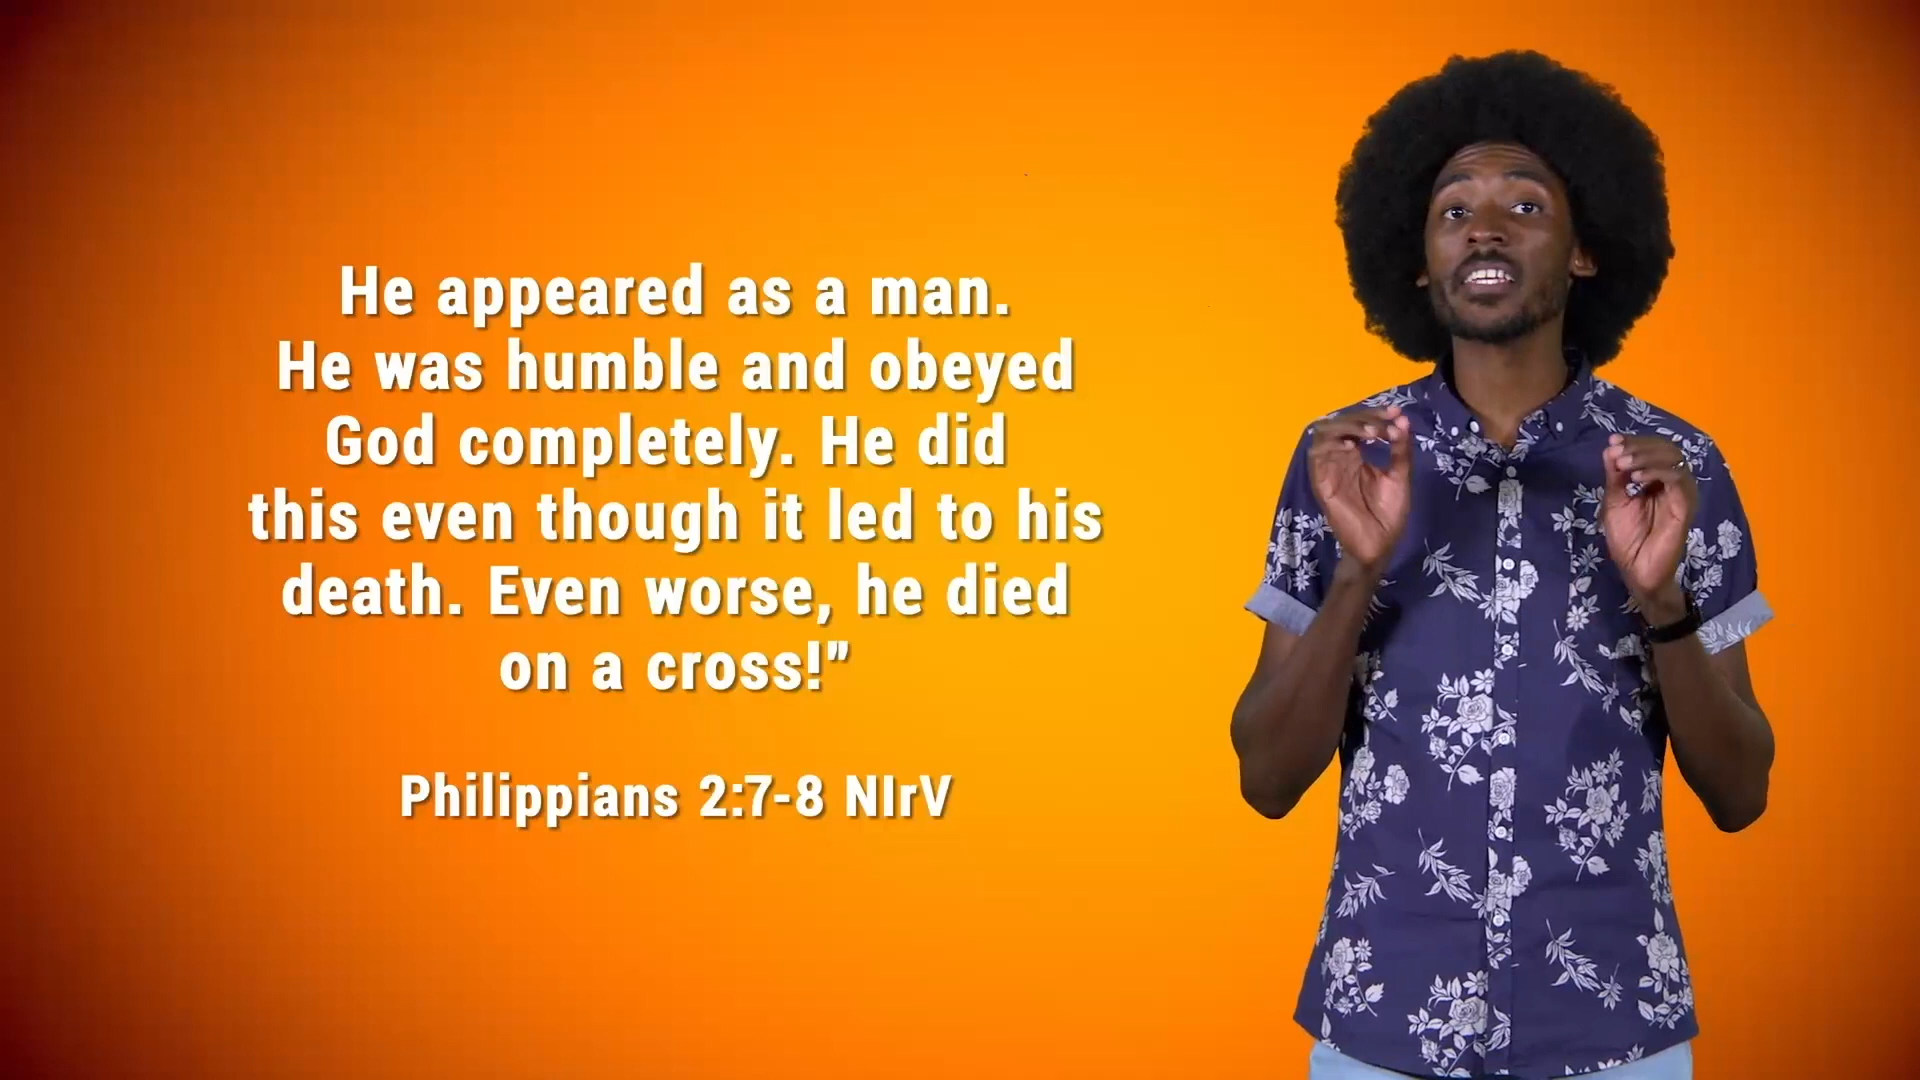 He appeared as a man.
He was humble and obeyed
God completely. He did
this even though it led to his
death. Even worse, he died
on a cross!”
Philippians 2:7-8 NIrV